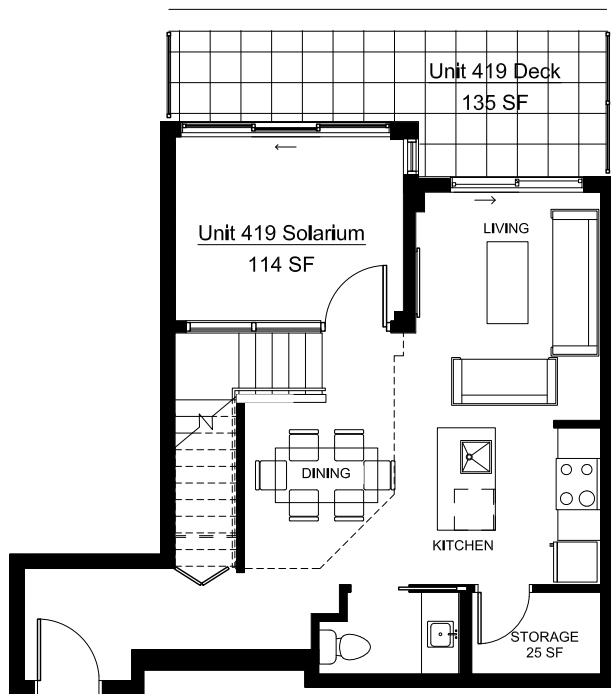 Unit 419 Deck
135 SF
Unit 419 Solarium
114 SF
LIVING
DINING
KITCHEN
STORAGE
25 SF
N